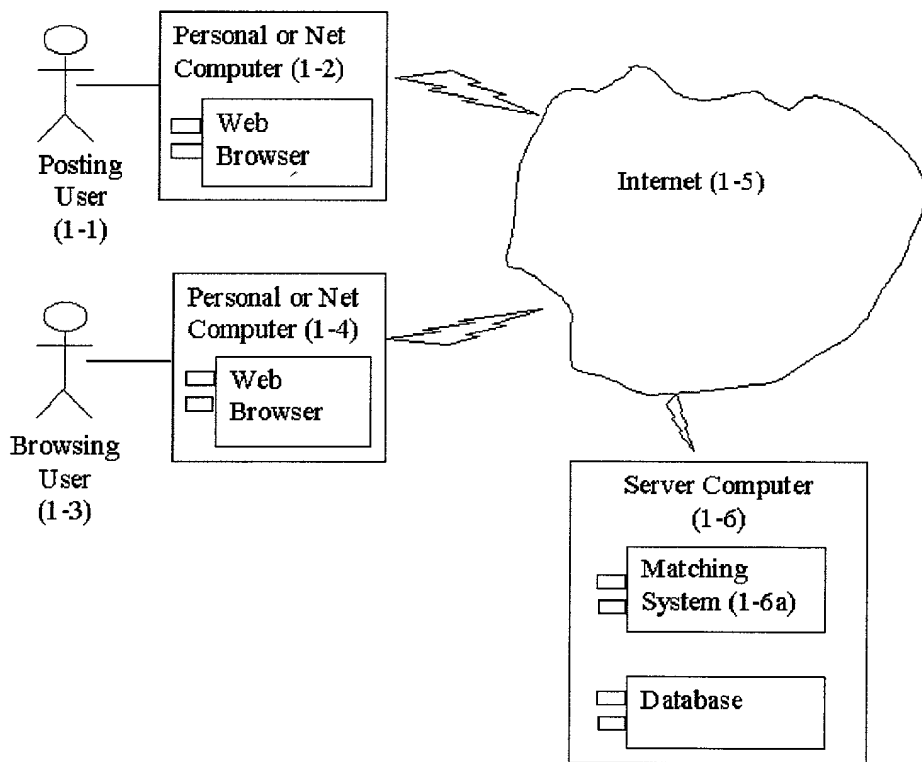 Personal or Net
Computer (1-2)
Web
Browser
Posting
User
(1-1)
Internet (1-5)
Personal or Net
Computer (1-4)
Web
Browser
Browsing
User
(1-3)
Server Computer
(1-6)
Matching
System (1-6a)
Database